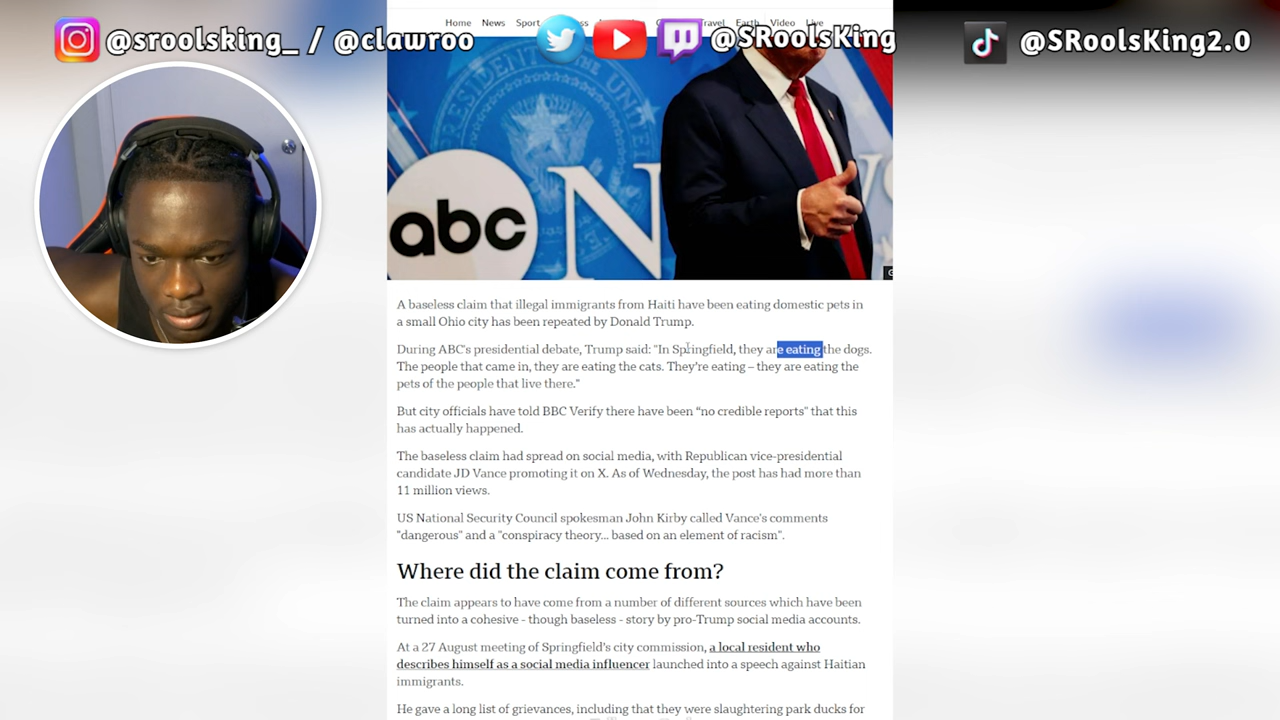 Home News Sport Travel Earth Video Live
@sroolsking_ / @clawroo
@SRoolsKing
@SRoolsKing2.0
abc
N
A baseless claim that illegal immigrants from Haiti have been eating domestic pets in
a small Ohio city has been repeated by Donald Trump.
During ABC's presidential debate, Trump said: "In Springfield, they are eating the dogs.
The people that came in, they are eating the cats. They're eating – they are eating the
pets of the people that live there."
But city officials have told BBC Verify there have been "no credible reports" that this
has actually happened.
The baseless claim had spread on social media, with Republican vice-presidential
candidate JD Vance promoting it on X. As of Wednesday, the post has had more than
11 million views.
US National Security Council spokesman John Kirby called Vance's comments
"dangerous" and a "conspiracy theory... based on an element of racism".
Where did the claim come from?
The claim appears to have come from a number of different sources which have been
turned into a cohesive - though baseless - story by pro-Trump social media accounts.
At a 27 August meeting of Springfield's city commission, a local resident who
describes himself as a social media influencer launched into a speech against Haitian
immigrants.
He gave a long list of grievances, including that they were slaughtering park ducks for